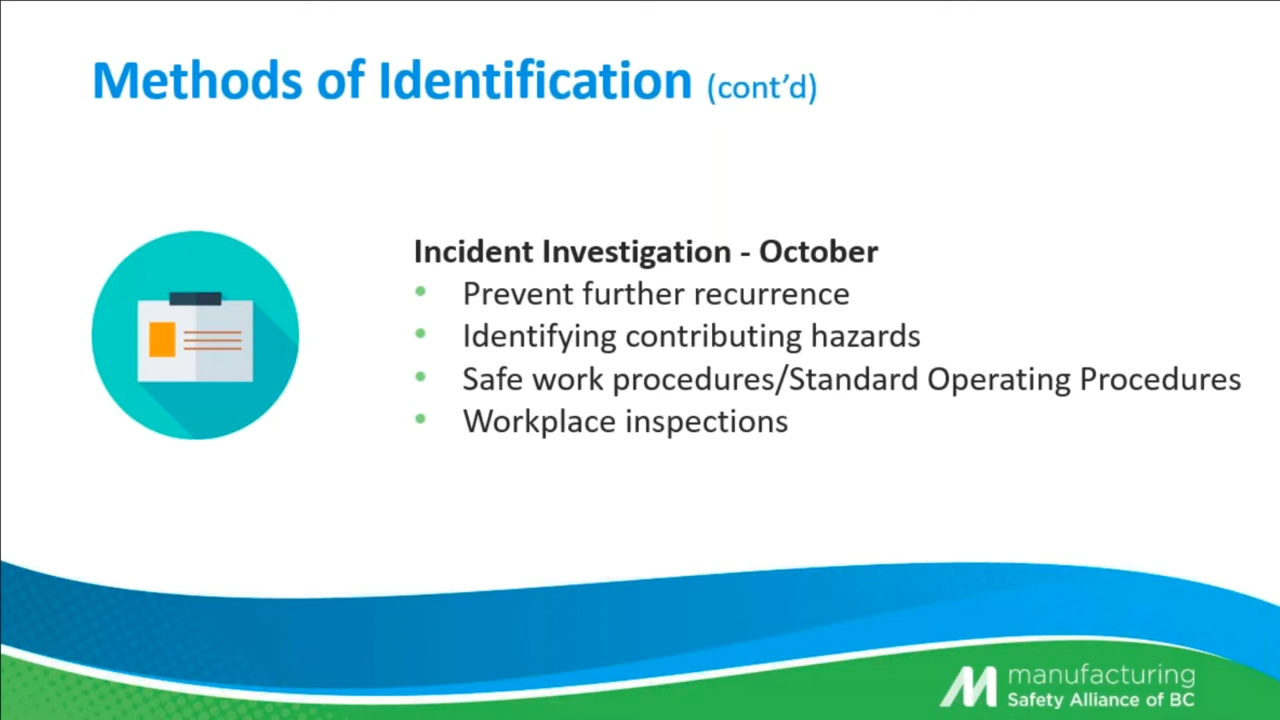 Methods of Identification (cont’d)
Incident Investigation - October
• Prevent further recurrence
• Identifying contributing hazards
• Safe work procedures/Standard Operating Procedures
• Workplace inspections
manufacturing
Safety Alliance of BC